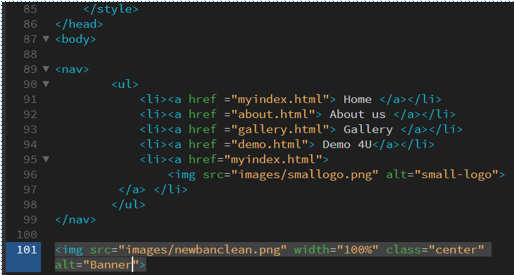 85 </style>
86 </head>
87 <body>
88
89 <nav>
90 <ul>
91 <li><a href ="myindex.html"> Home </a></li>
92 <li><a href ="about.html"> About us </a></li>
93 <li><a href ="gallery.html"> Gallery </a></li>
94 <li><a href ="demo.html"> Demo 4U</a></li>
95 <li><a href="myindex.html">
96 <img src="images/smallogo.png" alt="small-logo">
97 </a> </li>
98 </ul>
99 </nav>
100
101 <img src="images/newbanclean.png" width="100%" class="center"
alt="Banner">